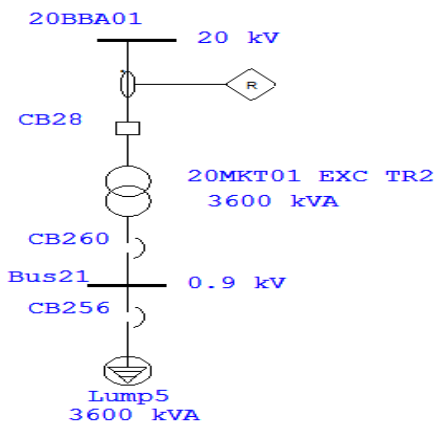 20BBA01
20 kV
R
CB28
20MKT01 EXC TR2
3600 kVA
CB260
Bus21
0.9 kV
CB256
Lump5
3600 kVA